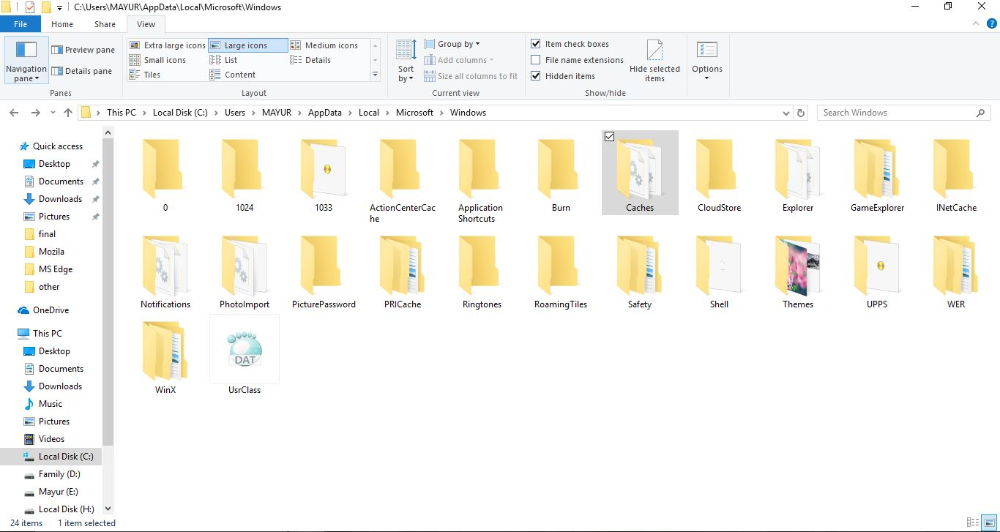 C:\Users\MAYUR\AppData\Local\Microsoft\Windows
File Home Share View
Extra large icons Large icons Medium icons
Small icons List Details
Tiles Content
Navigation pane
Preview pane
Details pane
Sort by
Group by
Add columns
Size all columns to fit
Item check boxes
File name extensions
Hidden items
Hide selected items
Options
Panes Layout Current view Show/hide
This PC Local Disk (C:) Users MAYUR AppData Local Microsoft Windows
Search Windows
Quick access
Desktop
Documents
Downloads
Pictures
final
Mozila
MS Edge
other
OneDrive
This PC
Desktop
Documents
Downloads
Music
Pictures
Videos
Local Disk (C:)
Family (D:)
Mayur (E:)
Local Disk (H:)
0 1024 1033 ActionCenterCache Application Shortcuts Burn Caches CloudStore Explorer GameExplorer INetCache
Notifications PhotoImport PicturePassword PRICache Ringtones RoamingTiles Safety Shell Themes UPPS WER
DAT
WinX UsrClass
24 items 1 item selected